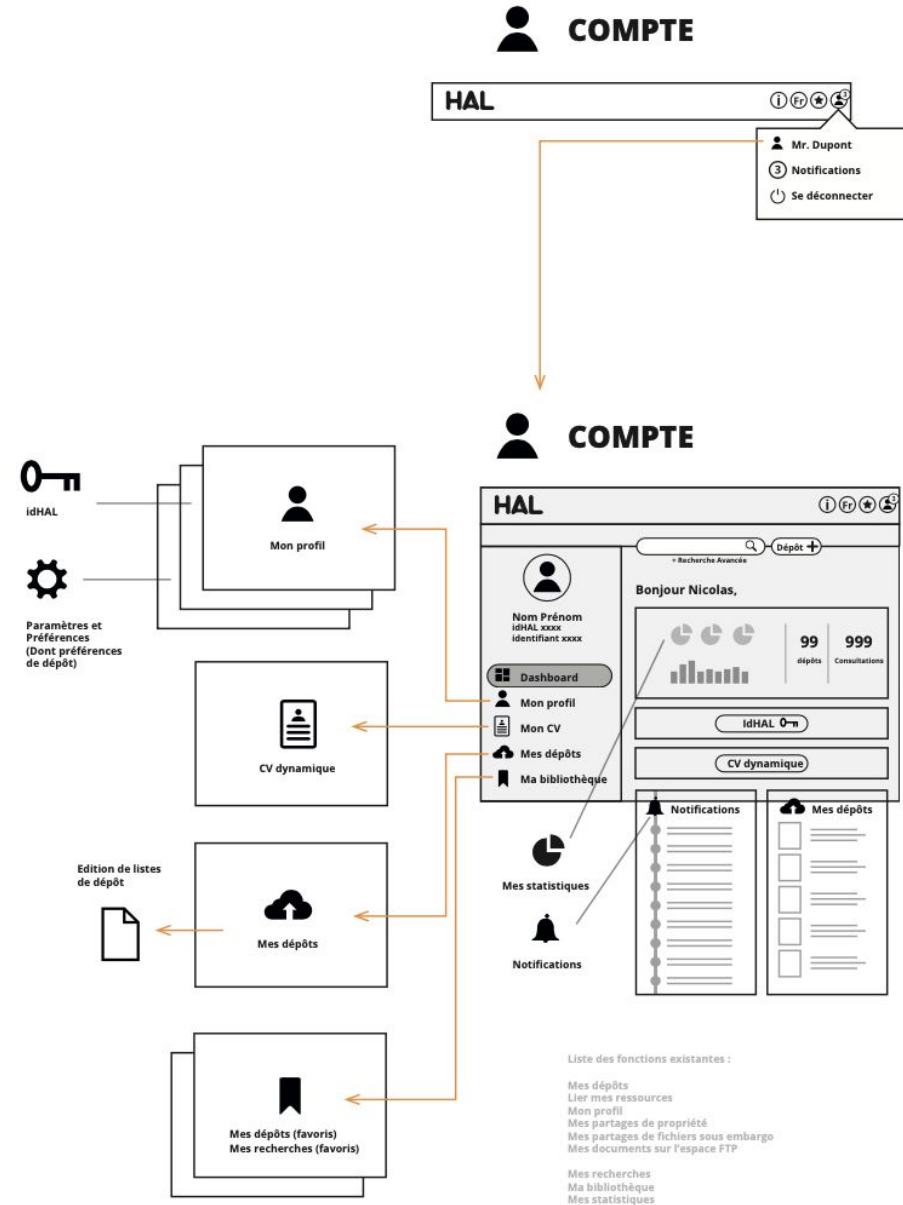 COMPTE
HAL
i Fr 3
Mr. Dupont
3 Notifications
Se déconnecter
COMPTE
idHAL
Mon profil
Paramètres et
Préférences
(Dont préférences
de dépôt)
CV dynamique
Edition de listes
de dépôt
Mes dépôts
Mes dépôts (favoris)
Mes recherches (favoris)
HAL
i Fr 3
Dépôt +
+ Recherche Avancée
Nom Prénom
idHAL xxxx
identifiant xxxx
Dashboard
Mon profil
Mon CV
Mes dépôts
Ma bibliothèque
Bonjour Nicolas,
99
dépôts
999
Consultations
IdHAL
CV dynamique
Notifications
Mes dépôts
Mes statistiques
Notifications
Liste des fonctions existantes :
Mes dépôts
Lier mes ressources
Mon profil
Mes partages de propriété
Mes partages de fichiers sous embargo
Mes documents sur l'espace FTP
Mes recherches
Ma bibliothèque
Mes statistiques